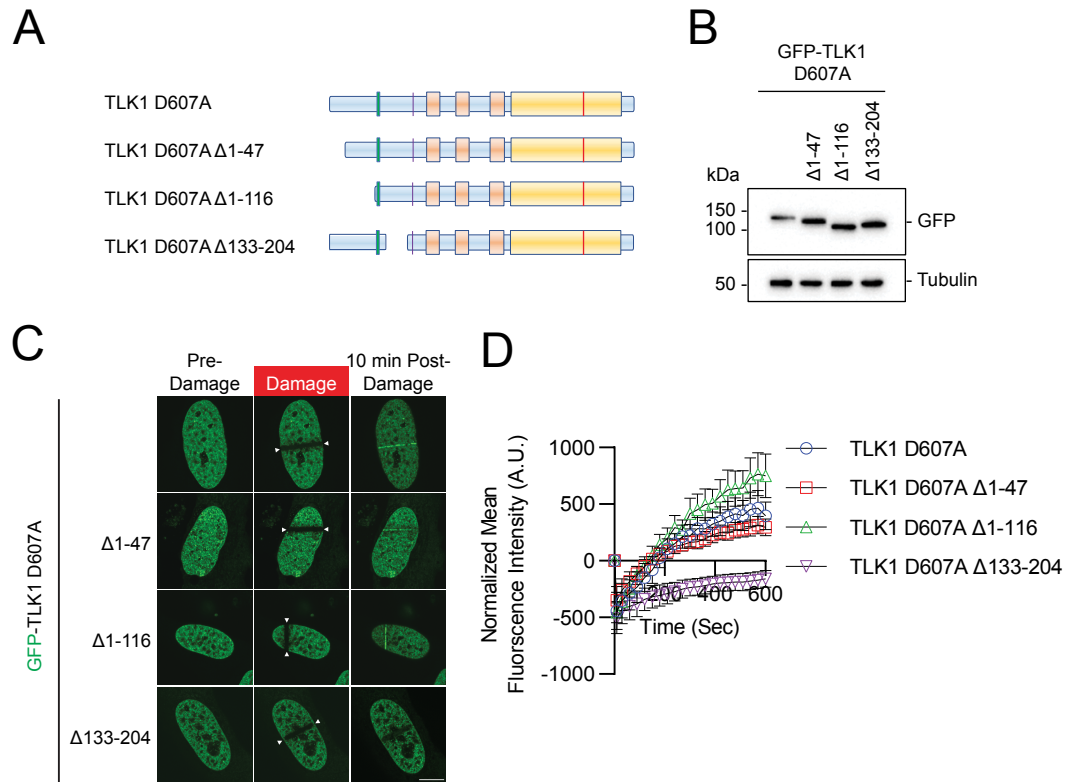 A
TLK1 D607A
TLK1 D607A Δ1-47
TLK1 D607A Δ1-116
TLK1 D607A Δ133-204
B
GFP-TLK1
D607A
Δ1-47
Δ1-116
Δ133-204
kDa
150
100
GFP
50
Tubulin
C
Pre-
Damage
Damage
10 min Post-
Damage
GFP-TLK1 D607A
Δ1-47
Δ1-116
Δ133-204
D
Normalized Mean
Fluorscence Intensity (A.U.)
1000
500
0
-500
-1000
200
400
600
Time (Sec)
TLK1 D607A
TLK1 D607A Δ1-47
TLK1 D607A Δ1-116
TLK1 D607A Δ133-204